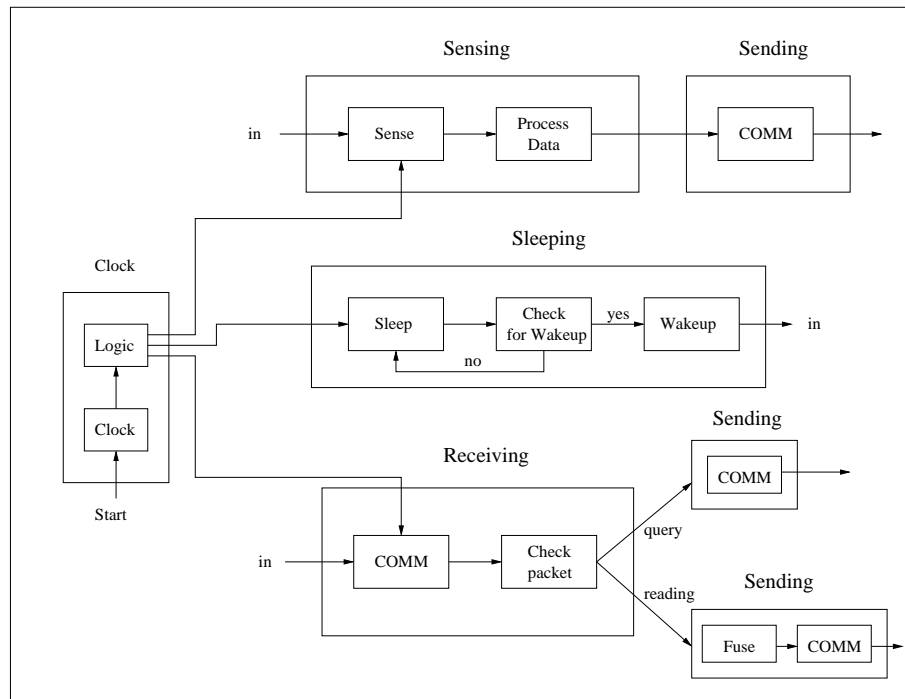 Sensing
Sending
in
Sense
Process
Data
COMM
Sleeping
Clock
Logic
Clock
Start
Sleep
Check
for Wakeup
yes
Wakeup
in
no
Receiving
in
COMM
Check
packet
query
reading
Sending
COMM
Sending
Fuse
COMM